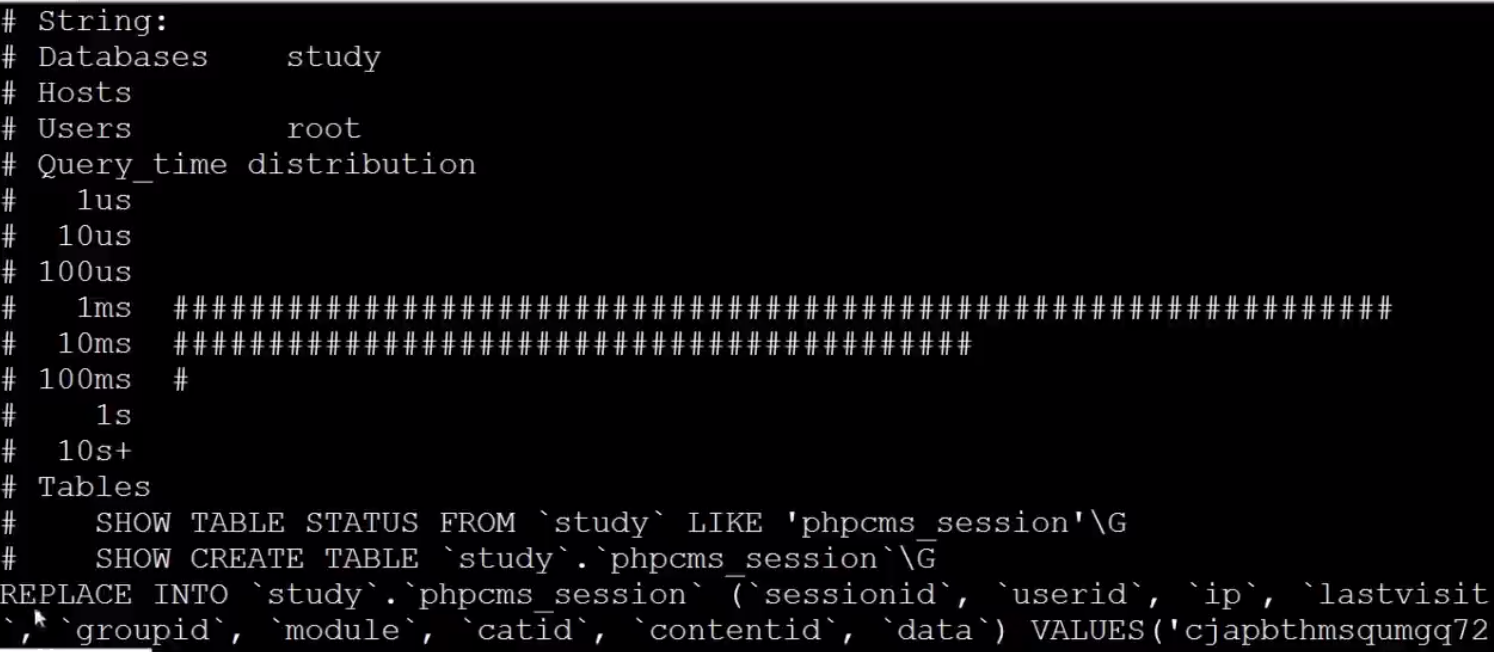 # String:
# Databases    study
# Hosts
# Users        root
# Query_time distribution
#   1us
#  10us
# 100us
#   1ms  ################################################################
#  10ms  ##########################################
# 100ms  #
#    1s
#  10s+
# Tables
#    SHOW TABLE STATUS FROM `study` LIKE 'phpcms_session'\G
#    SHOW CREATE TABLE `study`.`phpcms_session`\G
REPLACE INTO `study`.`phpcms_session` (`sessionid`, `userid`, `ip`, `lastvisit
`, `groupid`, `module`, `catid`, `contentid`, `data`) VALUES('cjapbthmsqumgq72